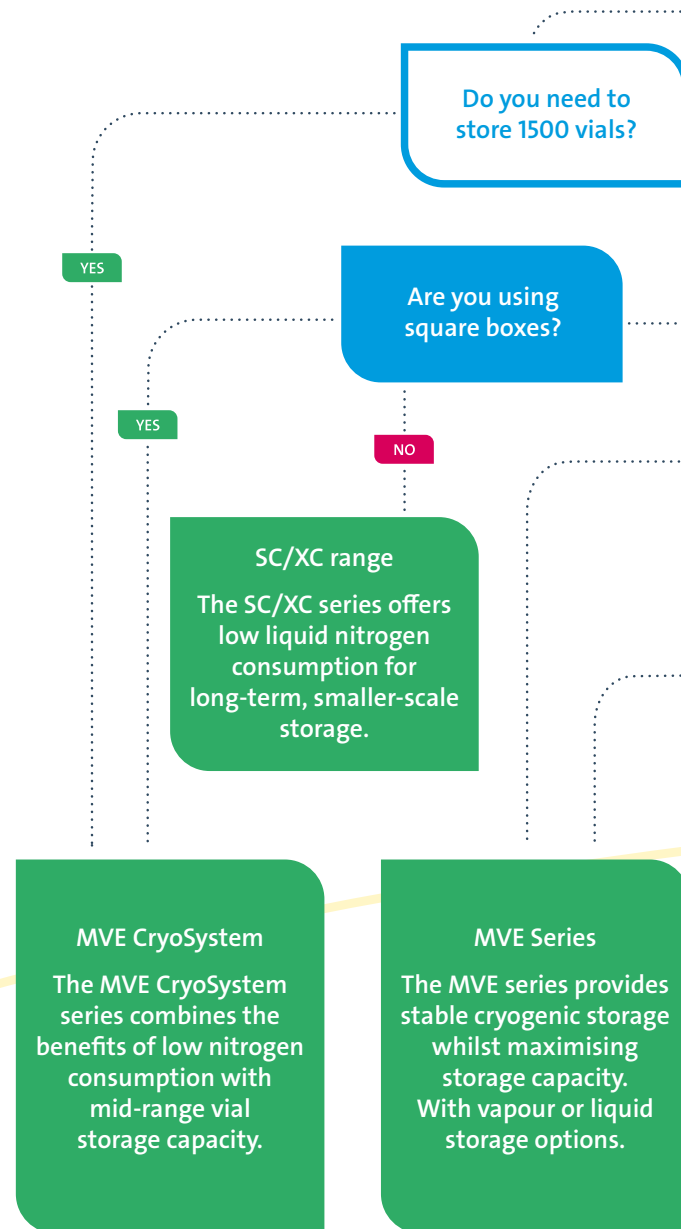 Do you need to
store 1500 vials?
YES
Are you using
square boxes?
YES
NO
SC/XC range
The SC/XC series offers
low liquid nitrogen
consumption for
long-term, smaller-scale
storage.
MVE CryoSystem
The MVE CryoSystem
series combines the
benefits of low nitrogen
consumption with
mid-range vial
storage capacity.
MVE Series
The MVE series provides
stable cryogenic storage
whilst maximising
storage capacity.
With vapour or liquid
storage options.